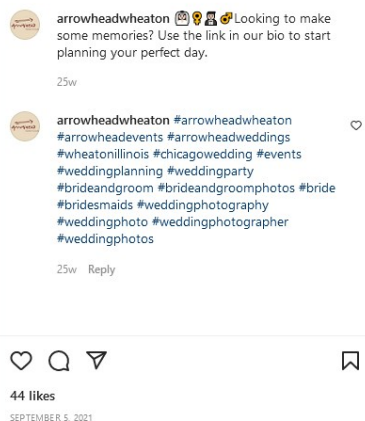 arrowheadwheaton 👰‍♀️🤵‍♂️Looking to make
some memories? Use the link in our bio to start
planning your perfect day.
25w
arrowheadwheaton #arrowheadwheaton
#arrowheadevents #arrowheadweddings
#wheatonillinois #chicagowedding #events
#weddingplanning #weddingparty
#brideandgroom #brideandgroomphotos #bride
#bridesmaids #weddingphotography
#weddingphoto #weddingphotographer
#weddingphotos
25w Reply
44 likes
SEPTEMBER 5, 2021